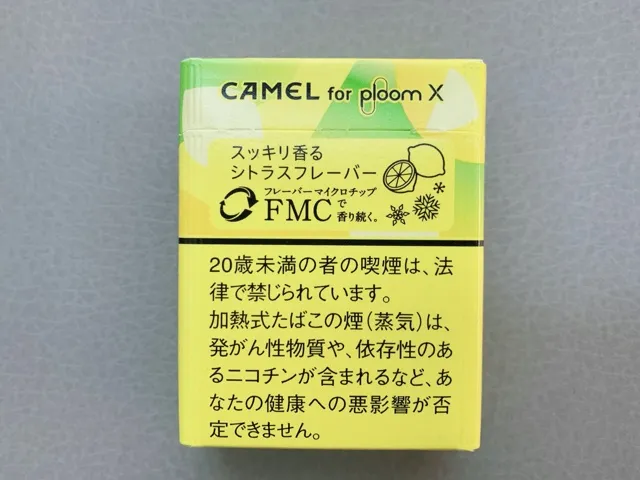 CAMEL for ploom X
スッキリ香る
シトラスフレーバー
フレーバーマイクロチップ
FMCで
香り続く。
20歳未満の者の喫煙は、法
律で禁じられています。
加熱式たばこの煙(蒸気)は、
発がん性物質や、依存性のあ
るニコチンが含まれるなど、あ
なたの健康への悪影響が否
定できません。